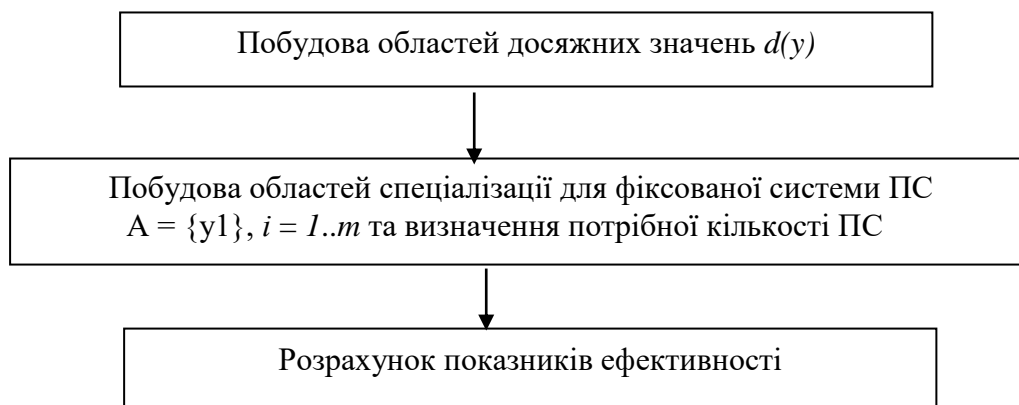 Побудова областей досяжних значень d(y)
Побудова областей спеціалізації для фіксованої системи ПС
А = {y1}, i = 1..m та визначення потрібної кількості ПС
Розрахунок показників ефективності